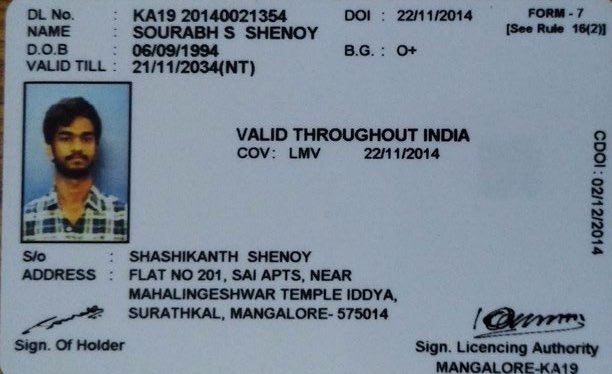 DL No. : KA19 20140021354 DOI : 22/11/2014 FORM - 7
NAME : SOURABH S SHENOY [See Rule 16(2)]
D.O.B : 06/09/1994 B.G. : O+
VALID TILL : 21/11/2034(NT)
VALID THROUGHOUT INDIA
COV: LMV 22/11/2014
CDOI : 02/12/2014
S/o : SHASHIKANTH SHENOY
ADDRESS : FLAT NO 201, SAI APTS, NEAR
MAHALINGESHWAR TEMPLE IDDYA,
SURATHKAL, MANGALORE- 575014
Sign. Of Holder
Sign. Licencing Authority
MANGALORE-KA19